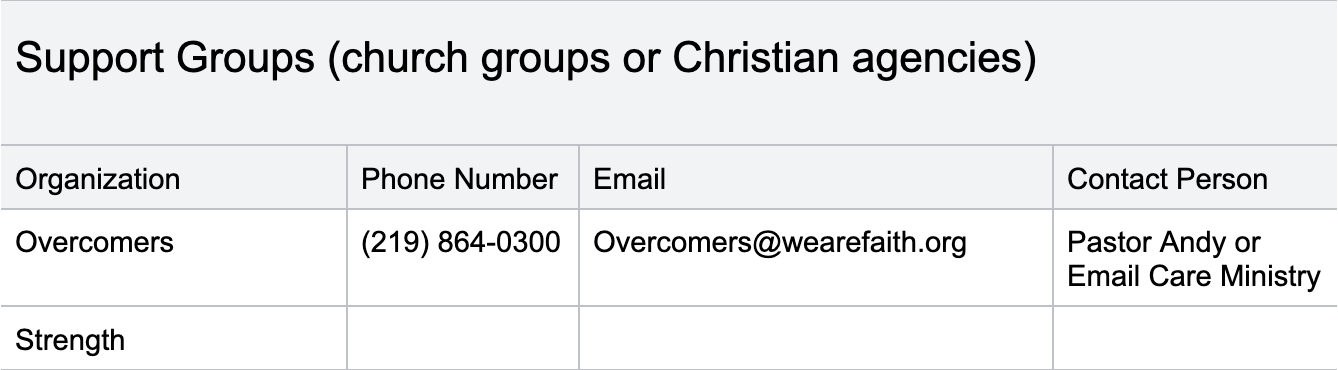 Support Groups (church groups or Christian agencies)
Organization Phone Number Email Contact Person
Overcomers (219) 864-0300 Overcomers@wearefaith.org Pastor Andy or
Email Care Ministry
Strength